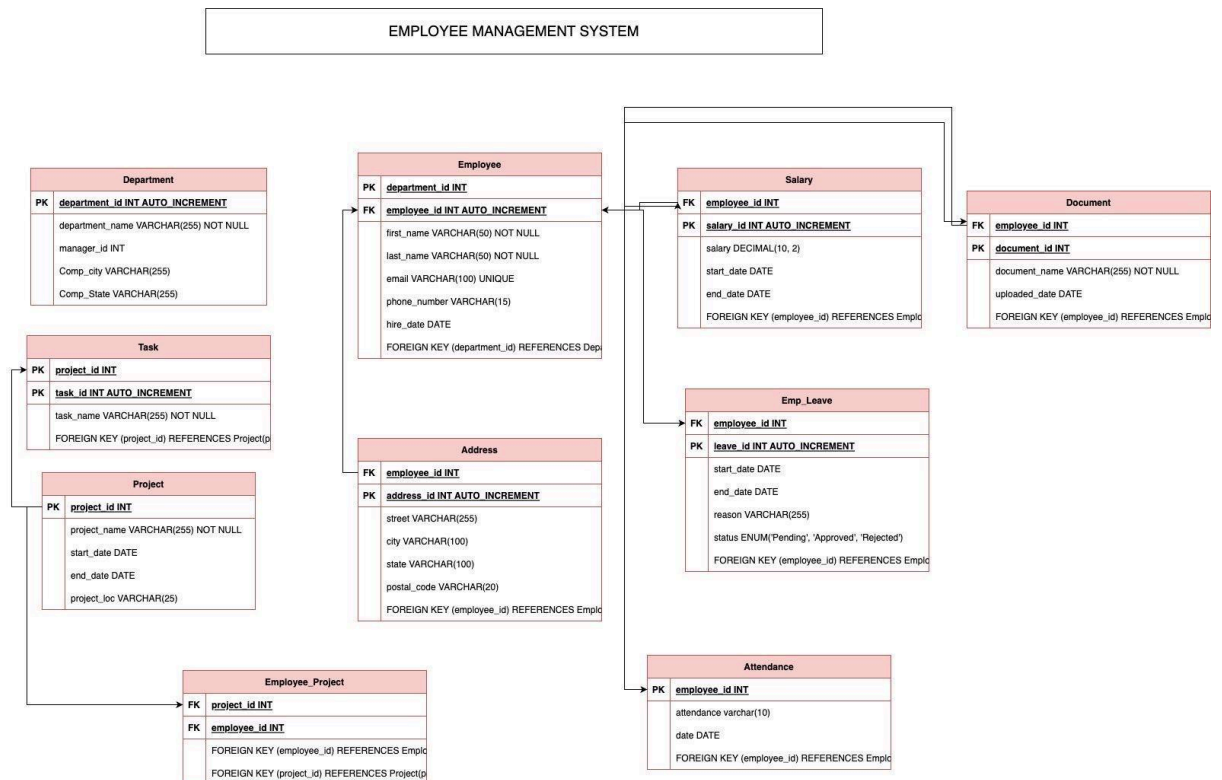 EMPLOYEE MANAGEMENT SYSTEM
Department
PK department_id INT AUTO_INCREMENT
department_name VARCHAR(255) NOT NULL
manager_id INT
Comp_city VARCHAR(255)
Comp_State VARCHAR(255)
Employee
PK department_id INT
FK employee_id INT AUTO_INCREMENT
first_name VARCHAR(50) NOT NULL
last_name VARCHAR(50) NOT NULL
email VARCHAR(100) UNIQUE
phone_number VARCHAR(15)
hire_date DATE
FOREIGN KEY (department_id) REFERENCES Depa
Salary
FK employee_id INT
PK salary_id INT AUTO_INCREMENT
salary DECIMAL(10, 2)
start_date DATE
end_date DATE
FOREIGN KEY (employee_id) REFERENCES Emplo
Document
FK employee_id INT
PK document_id INT
document_name VARCHAR(255) NOT NULL
uploaded_date DATE
FOREIGN KEY (employee_id) REFERENCES Emplo
Task
PK project_id INT
PK task_id INT AUTO_INCREMENT
task_name VARCHAR(255) NOT NULL
FOREIGN KEY (project_id) REFERENCES Project(p
Project
PK project_id INT
project_name VARCHAR(255) NOT NULL
start_date DATE
end_date DATE
project_loc VARCHAR(25)
Address
FK employee_id INT
PK address_id INT AUTO_INCREMENT
street VARCHAR(255)
city VARCHAR(100)
state VARCHAR(100)
postal_code VARCHAR(20)
FOREIGN KEY (employee_id) REFERENCES Emplo
Emp_Leave
FK employee_id INT
PK leave_id INT AUTO_INCREMENT
start_date DATE
end_date DATE
reason VARCHAR(255)
status ENUM('Pending', 'Approved', 'Rejected')
FOREIGN KEY (employee_id) REFERENCES Emplo
Employee_Project
FK project_id INT
FK employee_id INT
FOREIGN KEY (employee_id) REFERENCES Emplo
FOREIGN KEY (project_id) REFERENCES Project(p
Attendance
PK employee_id INT
attendance varchar(10)
date DATE
FOREIGN KEY (employee_id) REFERENCES Emplo